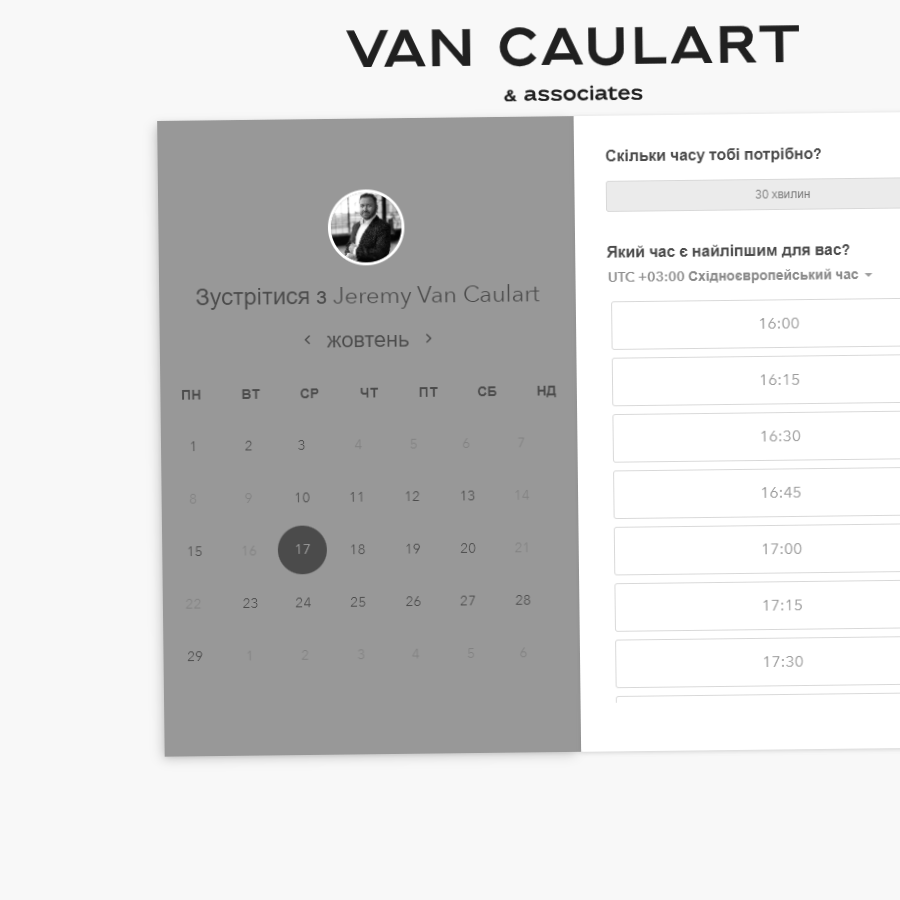 VAN CAULART
& associates
Зустрітися з Jeremy Van Caulart
‹ жовтень ›
ПН ВТ СР ЧТ ПТ СБ НД
1 2 3 4 5 6 7
8 9 10 11 12 13 14
15 16 17 18 19 20 21
22 23 24 25 26 27 28
29 1 2 3 4 5 6
Скільки часу тобі потрібно?
30 хвилин
Який час є найліпшим для вас?
UTC +03:00 Східноєвропейський час
16:00
16:15
16:30
16:45
17:00
17:15
17:30